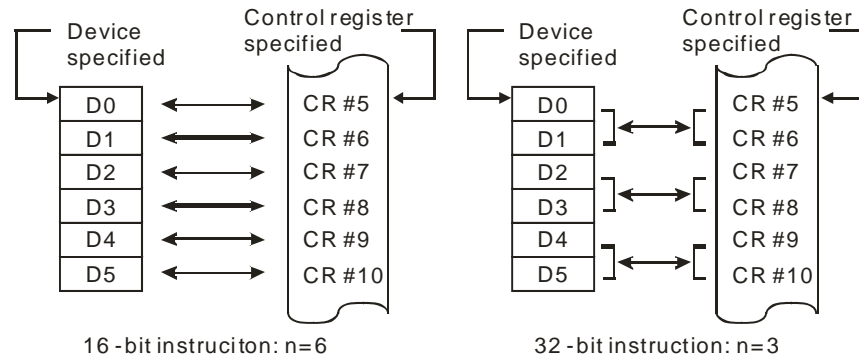 Device
specified
Control register
specified
D0
D1
D2
D3
D4
D5
CR #5
CR #6
CR #7
CR #8
CR #9
CR #10
16 -bit instruciton: n=6
Device
specified
Control register
specified
D0
D1
D2
D3
D4
D5
CR #5
CR #6
CR #7
CR #8
CR #9
CR #10
32 -bit instruction: n=3